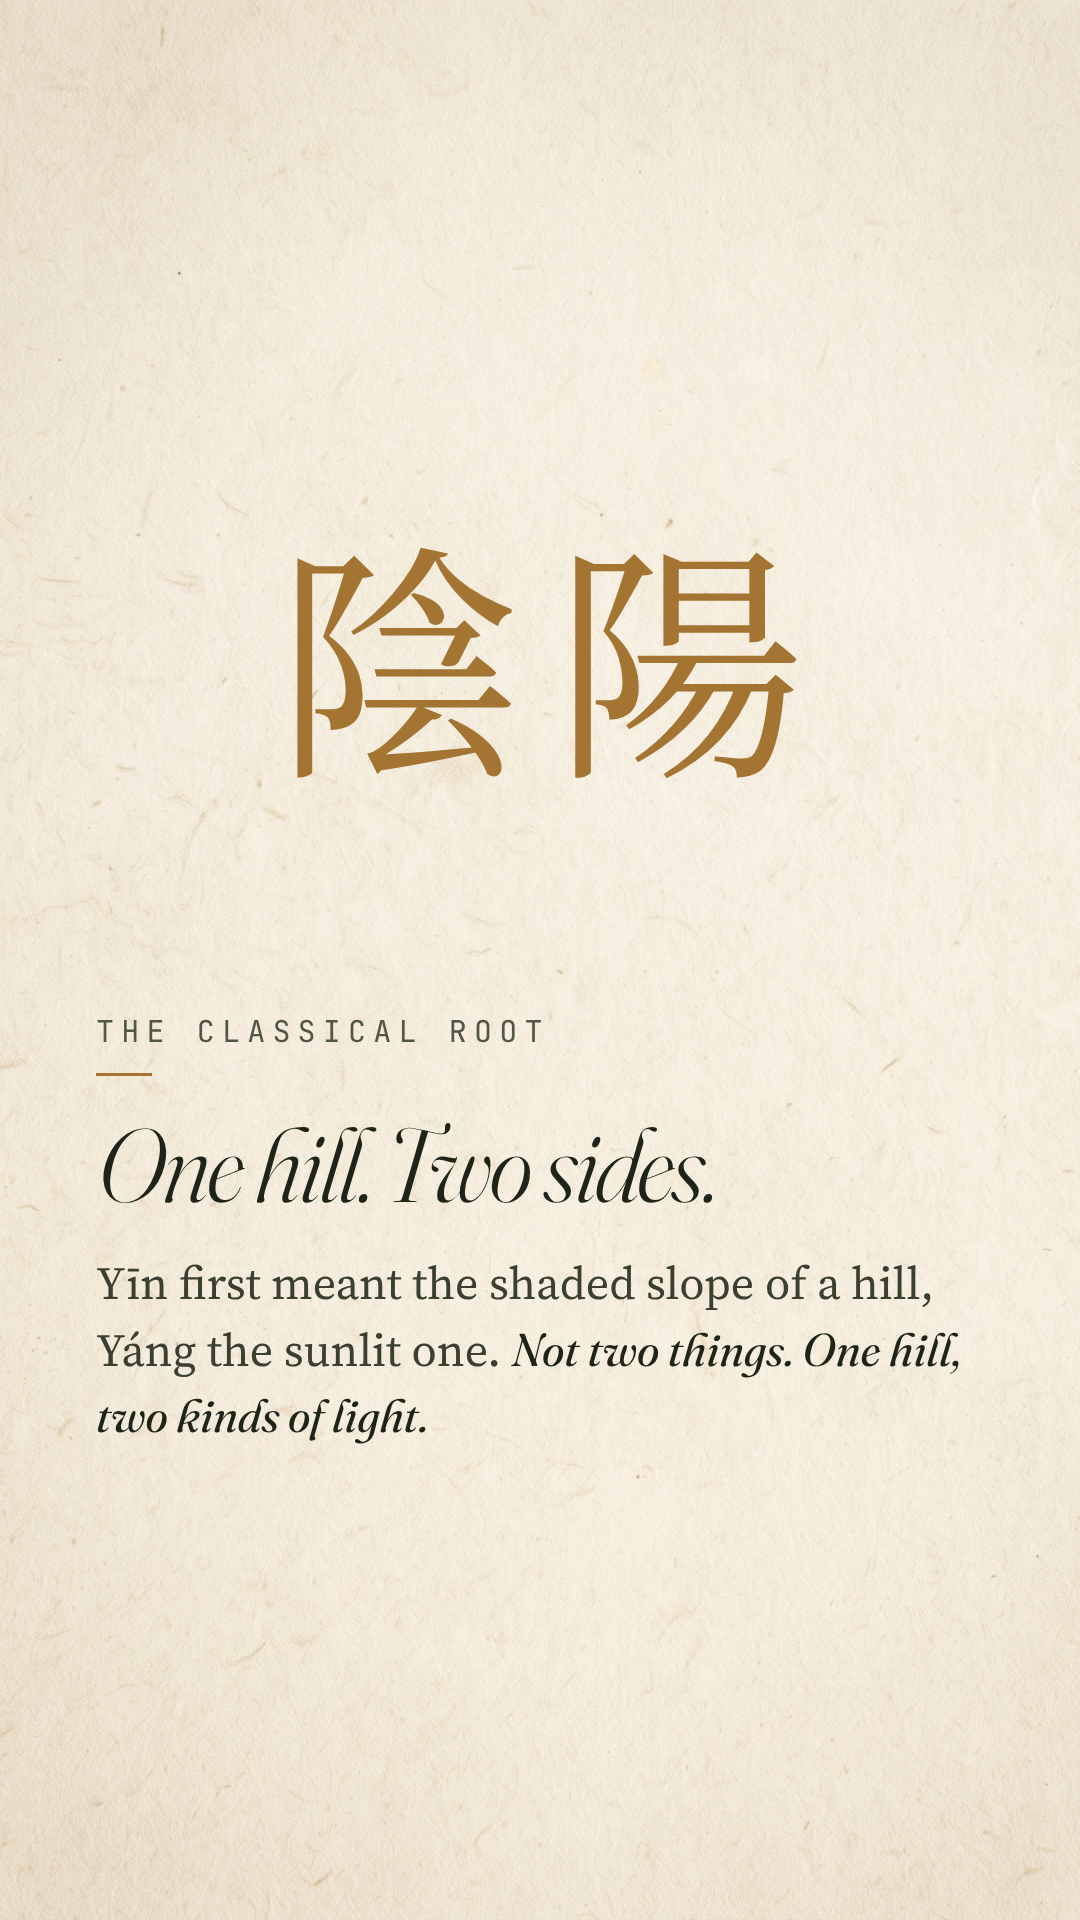 陰陽
THE CLASSICAL ROOT
One hill. Two sides.
Yīn first meant the shaded slope of a hill,
Yáng the sunlit one. Not two things. One hill,
two kinds of light.